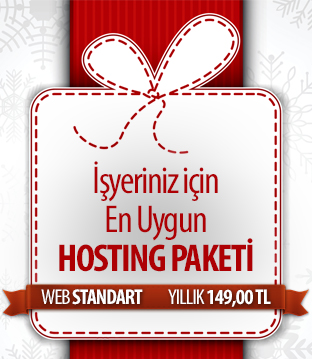 İşyeriniz için
En Uygun
HOSTING PAKETİ
WEB STANDART YILLIK 149,00 TL